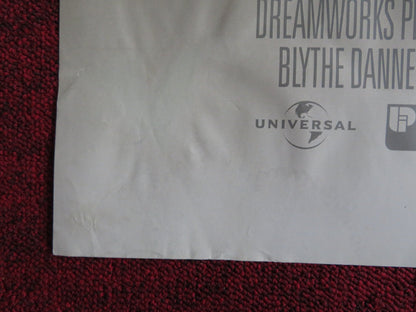 DREAMWORKS P
BLYTHE DANNE
UNIVERSAL